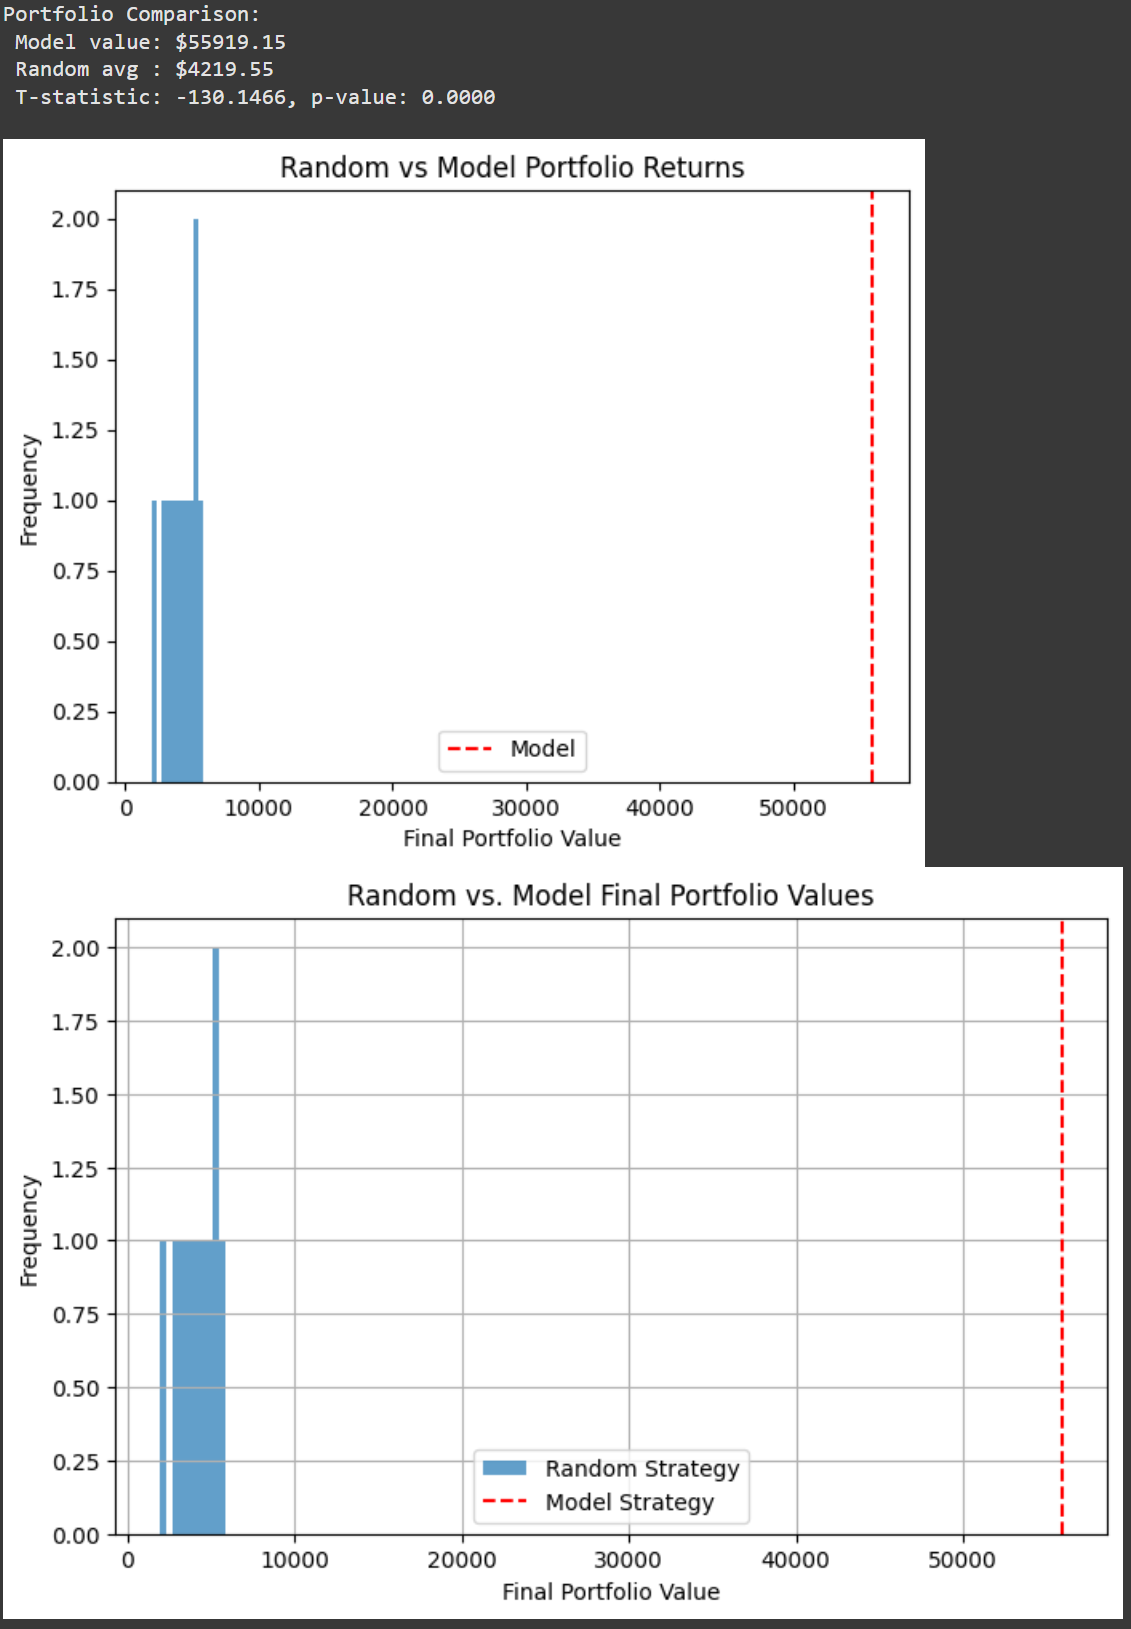 Portfolio Comparison:
Model value: $55919.15
Random avg : $4219.55
T-statistic: -130.1466, p-value: 0.0000
Random vs Model Portfolio Returns
2.00
1.75
1.50
1.25
1.00
0.75
0.50
0.25
0.00
Frequency
Model
0 10000 20000 30000 40000 50000
Final Portfolio Value
Random vs. Model Final Portfolio Values
2.00
1.75
1.50
1.25
1.00
0.75
0.50
0.25
0.00
Frequency
Random Strategy
Model Strategy
0 10000 20000 30000 40000 50000
Final Portfolio Value